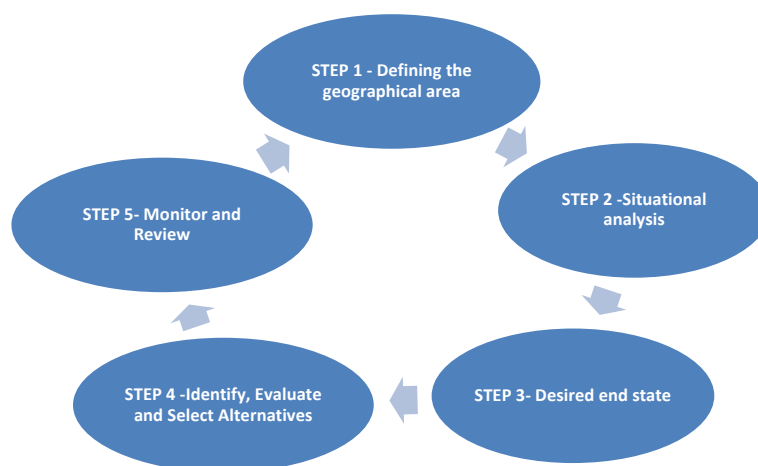 STEP 1 - Defining the
geographical area
STEP 2 -Situational
analysis
STEP 3- Desired end state
STEP 4 -Identify, Evaluate
and Select Alternatives
STEP 5- Monitor and
Review